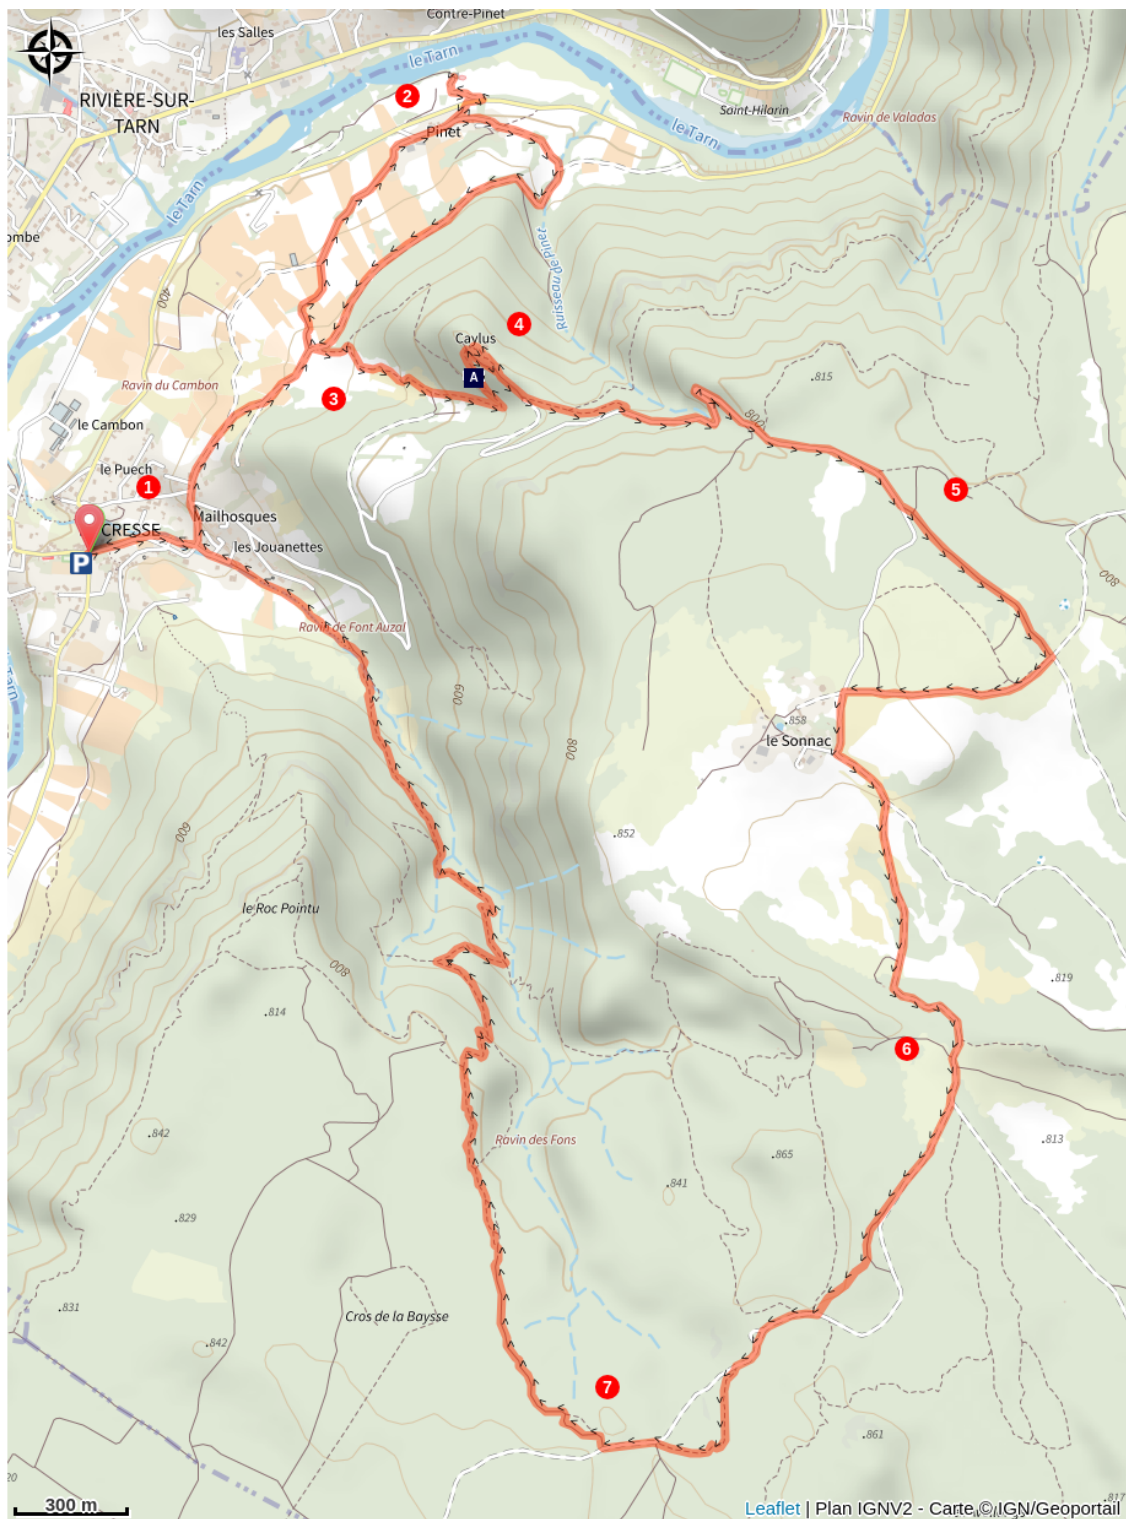 Contre-Pinet
les Salles
le Tarn
RIVIÈRE-SUR-
TARN
2
Pinet
Saint-Hilarin
Ravin de Valadas
le Tarn
le Tarn
ombe
Ruisseau de Pinet
400
4
Caylus
A
815
Ravin du Cambon
3
800
le Cambon
le Puech
1
5
Mailhosques
CRESSE
les Jouanettes
P
800
Ravin de Font Auzal
le Tarn
600
858
le Sonnac
800
600
.852
le Roc Pointu
800
.819
.814
6
.842
Ravin des Fons
.813
.865
.841
.829
.831
Cros de la Baysse
.842
7
.861
20
.817
300 m
Leaflet | Plan IGNV2 - Carte © IGN/Geoportail